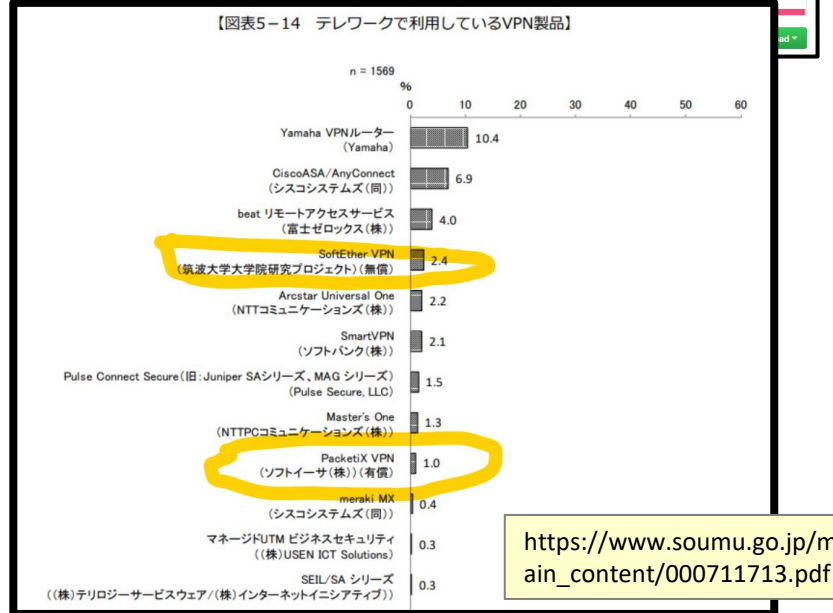 【図表5－14　テレワークで利用しているVPN製品】
n = 1569
%
0 10 20 30 40 50 60
Yamaha VPNルーター
(Yamaha)
10.4
CiscoASA/AnyConnect
(シスコシステムズ(同))
6.9
beat リモートアクセスサービス
(富士ゼロックス(株))
4.0
SoftEther VPN
(筑波大学大学院研究プロジェクト)(無償)
2.4
Arcstar Universal One
(NTTコミュニケーションズ(株))
2.2
SmartVPN
(ソフトバンク(株))
2.1
Pulse Connect Secure(旧:Juniper SAシリーズ、MAG シリーズ)
(Pulse Secure, LLC)
1.5
Master's One
(NTTPCコミュニケーションズ(株))
1.3
PacketiX VPN
(ソフトイーサ(株))(有償)
1.0
meraki MX
(シスコシステムズ(同))
0.4
マネージドUTM ビジネスセキュリティ
((株)USEN ICT Solutions)
0.3
SEIL/SA シリーズ
((株)テリロジーサービスウェア/(株)インターネットイニシアティブ))
0.3
https://www.soumu.go.jp/m
ain_content/000711713.pdf